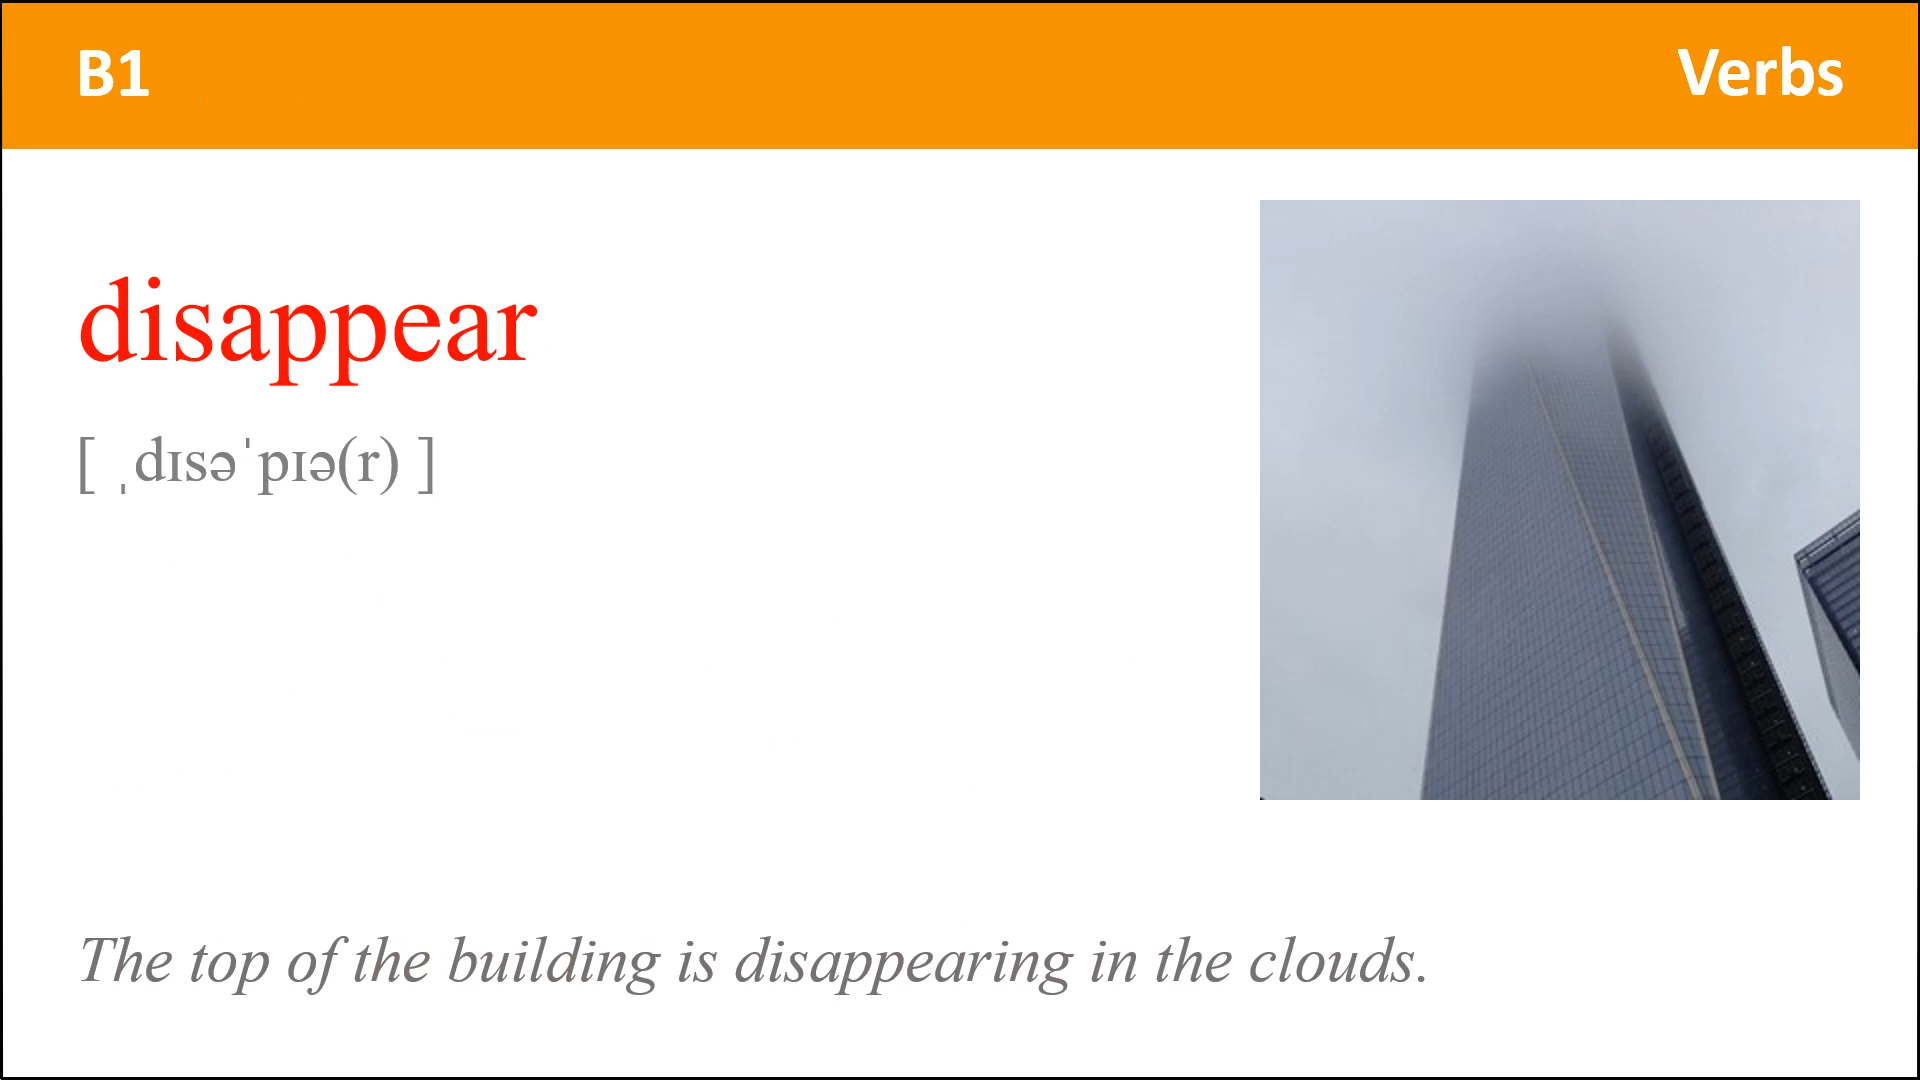 B1
Verbs
disappear
[ ˌdɪsəˈpɪə(r) ]
The top of the building is disappearing in the clouds.